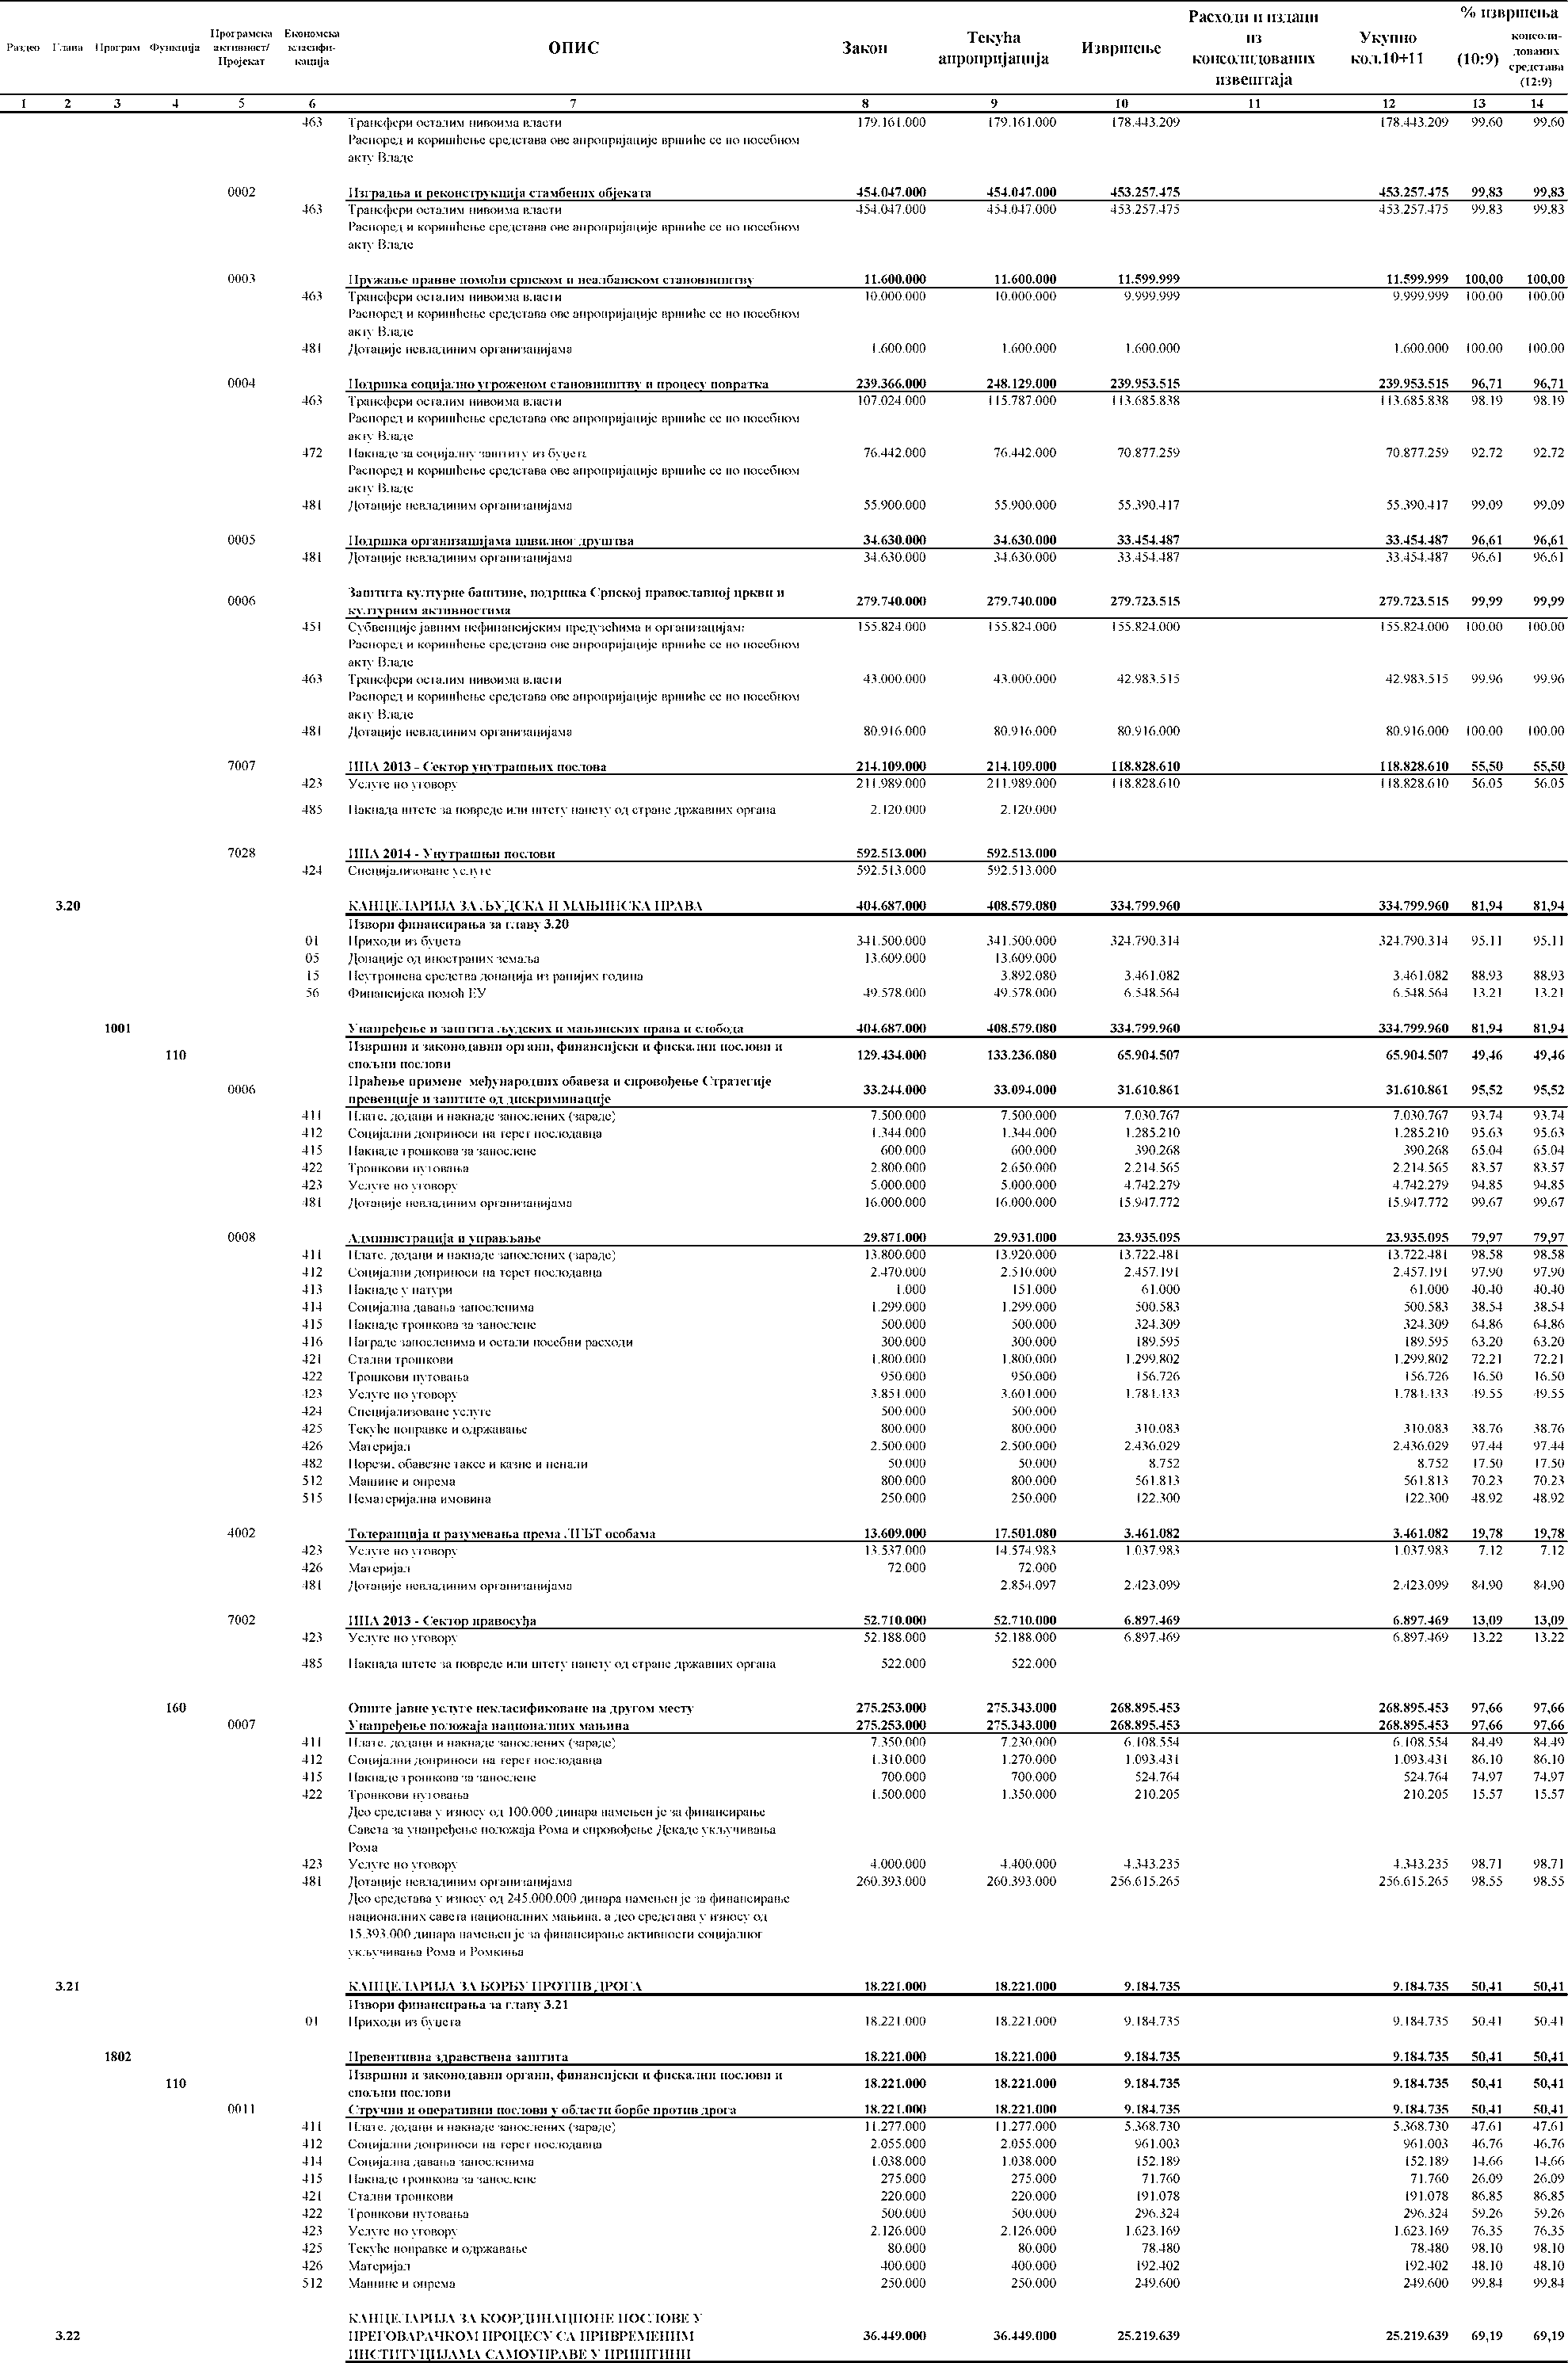 Раздео Глава Програм Функција Програмска активност/ Пројекат Економска класифи- кација ОПИС Закон Текућа апропријација Извршење Расходи и издаци из консолидованих извештаја Укупно кол.10+11 % извршења (10:9) консоли- дованих средстава (12:9)
1 2 3 4 5 6 7 8 9 10 11 12 13 14
463 Трансфери осталим нивоима власти 179.161.000 179.161.000 178.443.209 178.443.209 99,60 99,60
Распоред и коришћење средстава ове апропријације вршиће се по посебном
акту Владе
0002 Изградња и реконструкција стамбених објеката 454.047.000 454.047.000 453.257.475 453.257.475 99,83 99,83
463 Трансфери осталим нивоима власти 454.047.000 454.047.000 453.257.475 453.257.475 99,83 99,83
Распоред и коришћење средстава ове апропријације вршиће се по посебном
акту Владе
0003 Пружање правне помоћи српском и неалбанском становништву 11.600.000 11.600.000 11.599.999 11.599.999 100,00 100,00
463 Трансфери осталим нивоима власти 10.000.000 10.000.000 9.999.999 9.999.999 100,00 100,00
Распоред и коришћење средстава ове апропријације вршиће се по посебном
акту Владе
481 Дотације невладиним организацијама 1.600.000 1.600.000 1.600.000 1.600.000 100,00 100,00
0004 Подршка социјално угроженом становништву и процесу повратка 239.366.000 248.129.000 239.953.515 239.953.515 96,71 96,71
463 Трансфери осталим нивоима власти 107.024.000 115.787.000 113.685.838 113.685.838 98,19 98,19
Распоред и коришћење средстава ове апропријације вршиће се по посебном
акту Владе
472 Накнаде за социјалну заштиту из буџета 76.442.000 76.442.000 70.877.259 70.877.259 92,72 92,72
Распоред и коришћење средстава ове апропријације вршиће се по посебном
акту Владе
481 Дотације невладиним организацијама 55.900.000 55.900.000 55.390.417 55.390.417 99,09 99,09
0005 Подршка организацијама цивилног друштва 34.630.000 34.630.000 33.454.487 33.454.487 96,61 96,61
481 Дотације невладиним организацијама 34.630.000 34.630.000 33.454.487 33.454.487 96,61 96,61
0006 Заштита културне баштине, подршка Српској православној цркви и
културним активностима 279.740.000 279.740.000 279.723.515 279.723.515 99,99 99,99
451 Субвенције јавним нефинансијским предузећима и организацијама 155.824.000 155.824.000 155.824.000 155.824.000 100,00 100,00
Распоред и коришћење средстава ове апропријације вршиће се по посебном
акту Владе
463 Трансфери осталим нивоима власти 43.000.000 43.000.000 42.983.515 42.983.515 99,96 99,96
Распоред и коришћење средстава ове апропријације вршиће се по посебном
акту Владе
481 Дотације невладиним организацијама 80.916.000 80.916.000 80.916.000 80.916.000 100,00 100,00
7007 ИПА 2013 - Сектор унутрашњих послова 214.109.000 214.109.000 118.828.610 118.828.610 55,50 55,50
423 Услуге по уговору 211.989.000 211.989.000 118.828.610 118.828.610 56,05 56,05
485 Накнада штете за повреде или штету нанету од стране државних органа 2.120.000 2.120.000
7028 ИПА 2014 - Унутрашњи послови 592.513.000 592.513.000
424 Специјализоване услуге 592.513.000 592.513.000
3.20 КАНЦЕЛАРИЈА ЗА ЉУДСКА И МАЊИНСКА ПРАВА 404.687.000 408.579.080 334.799.960 334.799.960 81,94 81,94
Извори финансирања за главу 3.20
01 Приходи из буџета 341.500.000 341.500.000 324.790.314 324.790.314 95,11 95,11
05 Донације од иностраних земаља 13.609.000 13.609.000
15 Неутрошена средства донација из ранијих година 3.892.080 3.461.082 3.461.082 88,93 88,93
56 Финансијска помоћ ЕУ 49.578.000 49.578.000 6.548.564 6.548.564 13,21 13,21
1001 Унапређење и заштита људских и мањинских права и слобода 404.687.000 408.579.080 334.799.960 334.799.960 81,94 81,94
110 Извршни и законодавни органи, финансијски и фискални послови и
спољни послови 129.434.000 133.236.080 65.904.507 65.904.507 49,46 49,46
0006 Праћење примене међународних обавеза и спровођење Стратегије
превенције и заштите од дискриминације 33.244.000 33.094.000 31.610.861 31.610.861 95,52 95,52
411 Плате, додаци и накнаде запослених (зараде) 7.500.000 7.500.000 7.030.767 7.030.767 93,74 93,74
412 Социјални доприноси на терет послодавца 1.344.000 1.344.000 1.285.210 1.285.210 95,63 95,63
415 Накнаде трошкова за запослене 600.000 600.000 390.268 390.268 65,04 65,04
422 Трошкови путовања 2.800.000 2.650.000 2.214.565 2.214.565 83,57 83,57
423 Услуге по уговору 5.000.000 5.000.000 4.742.279 4.742.279 94,85 94,85
481 Дотације невладиним организацијама 16.000.000 16.000.000 15.947.772 15.947.772 99,67 99,67
0008 Администрација и управљање 29.871.000 29.931.000 23.935.095 23.935.095 79,97 79,97
411 Плате, додаци и накнаде запослених (зараде) 13.800.000 13.920.000 13.722.481 13.722.481 98,58 98,58
412 Социјални доприноси на терет послодавца 2.470.000 2.510.000 2.457.191 2.457.191 97,90 97,90
413 Накнаде у натури 1.000 151.000 61.000 61.000 40,40 40,40
414 Социјална давања запосленима 1.299.000 1.299.000 500.583 500.583 38,54 38,54
415 Накнаде трошкова за запослене 500.000 500.000 324.309 324.309 64,86 64,86
416 Награде запосленима и остали посебни расходи 300.000 300.000 189.595 189.595 63,20 63,20
421 Стални трошкови 1.800.000 1.800.000 1.299.802 1.299.802 72,21 72,21
422 Трошкови путовања 950.000 950.000 156.726 156.726 16,50 16,50
423 Услуге по уговору 3.851.000 3.601.000 1.784.433 1.784.433 49,55 49,55
424 Специјализоване услуге 500.000 500.000
425 Текуће поправке и одржавање 800.000 800.000 310.083 310.083 38,76 38,76
426 Материјал 2.500.000 2.500.000 2.436.029 2.436.029 97,44 97,44
482 Порези, обавезне таксе и казне и пенали 50.000 50.000 8.752 8.752 17,50 17,50
512 Машине и опрема 800.000 800.000 561.813 561.813 70,23 70,23
515 Нематеријална имовина 250.000 250.000 122.300 122.300 48,92 48,92
4002 Толеранција и разумевања према ЛГБТ особама 13.609.000 17.501.080 3.461.082 3.461.082 19,78 19,78
423 Услуге по уговору 13.537.000 14.574.983 1.037.983 1.037.983 7,12 7,12
426 Материјал 72.000 72.000
481 Дотације невладиним организацијама 2.854.097 2.423.099 2.423.099 84,90 84,90
7002 ИПА 2013 - Сектор правосуђа 52.710.000 52.710.000 6.897.469 6.897.469 13,09 13,09
423 Услуге по уговору 52.188.000 52.188.000 6.897.469 6.897.469 13,22 13,22
485 Накнада штете за повреде или штету нанету од стране државних органа 522.000 522.000
160 Опште јавне услуге некласификоване на другом месту 275.253.000 275.343.000 268.895.453 268.895.453 97,66 97,66
0007 Унапређење положаја националних мањина 275.253.000 275.343.000 268.895.453 268.895.453 97,66 97,66
411 Плате, додаци и накнаде запослених (зараде) 7.350.000 7.230.000 6.108.554 6.108.554 84,49 84,49
412 Социјални доприноси на терет послодавца 1.310.000 1.270.000 1.093.431 1.093.431 86,10 86,10
415 Накнаде трошкова за запослене 700.000 700.000 524.764 524.764 74,97 74,97
422 Трошкови путовања 1.500.000 1.350.000 210.205 210.205 15,57 15,57
Део средстава у износу од 100.000 динара намењен је за финансирање
Савета за унапређење положаја Рома и спровођење Декаде укључивања
Рома
423 Услуге по уговору 4.000.000 4.400.000 4.343.235 4.343.235 98,71 98,71
481 Дотације невладиним организацијама 260.393.000 260.393.000 256.615.265 256.615.265 98,55 98,55
Део средстава у износу од 245.000.000 динара намењен је за финансирање
националних савета националних мањина, а део средстава у износу од
15.393.000 динара намењен је за финансирање активности социјалног
укључивања Рома и Ромкиња
3.21 КАНЦЕЛАРИЈА ЗА БОРБУ ПРОТИВ ДРОГА 18.221.000 18.221.000 9.184.735 9.184.735 50,41 50,41
Извори финансирања за главу 3.21
01 Приходи из буџета 18.221.000 18.221.000 9.184.735 9.184.735 50,41 50,41
1802 Превентивна здравствена заштита 18.221.000 18.221.000 9.184.735 9.184.735 50,41 50,41
110 Извршни и законодавни органи, финансијски и фискални послови и
спољни послови 18.221.000 18.221.000 9.184.735 9.184.735 50,41 50,41
0011 Стручни и оперативни послови у области борбе против дрога 18.221.000 18.221.000 9.184.735 9.184.735 50,41 50,41
411 Плате, додаци и накнаде запослених (зараде) 11.277.000 11.277.000 5.368.730 5.368.730 47,61 47,61
412 Социјални доприноси на терет послодавца 2.055.000 2.055.000 961.003 961.003 46,76 46,76
414 Социјална давања запосленима 1.038.000 1.038.000 152.189 152.189 14,66 14,66
415 Накнаде трошкова за запослене 275.000 275.000 71.760 71.760 26,09 26,09
421 Стални трошкови 220.000 220.000 191.078 191.078 86,85 86,85
422 Трошкови путовања 500.000 500.000 296.324 296.324 59,26 59,26
423 Услуге по уговору 2.126.000 2.126.000 1.623.169 1.623.169 76,35 76,35
425 Текуће поправке и одржавање 80.000 80.000 78.480 78.480 98,10 98,10
426 Материјал 400.000 400.000 192.402 192.402 48,10 48,10
512 Машине и опрема 250.000 250.000 249.600 249.600 99,84 99,84
КАНЦЕЛАРИЈА ЗА КООРДИНАЦИОНЕ ПОСЛОВЕ У
3.22 ПРЕГОВАРАЧКОМ ПРОЦЕСУ СА ПРИВРЕМЕНИМ 36.449.000 36.449.000 25.219.639 25.219.639 69,19 69,19
ИНСТИТУЦИЈАМА САМОУПРАВЕ У ПРИШТИНИ